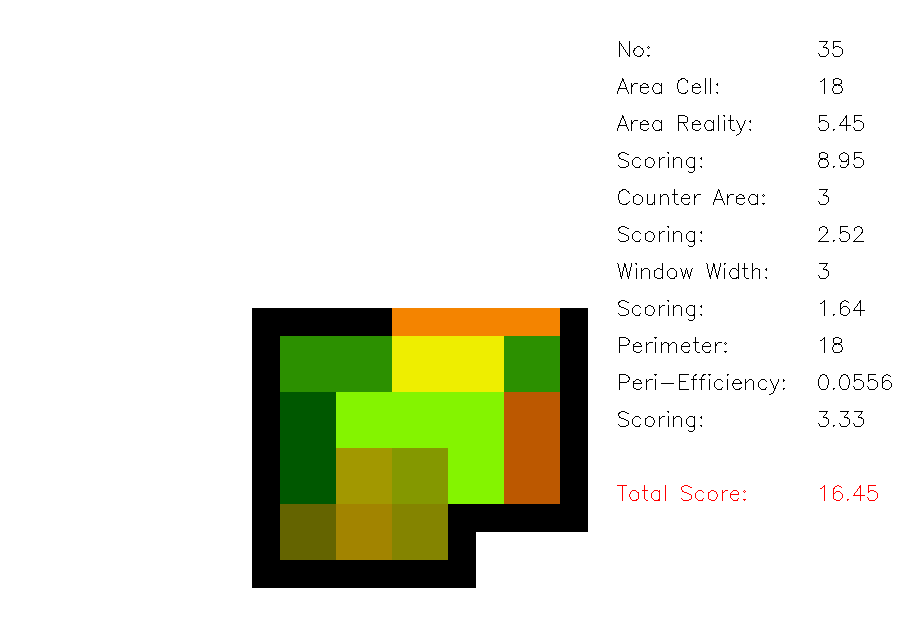 No: 35
Area Cell: 18
Area Reality: 5.45
Scoring: 8.95
Counter Area: 3
Scoring: 2.52
Window Width: 3
Scoring: 1.64
Perimeter: 18
Peri-Efficiency: 0.0556
Scoring: 3.33
Total Score: 16.45